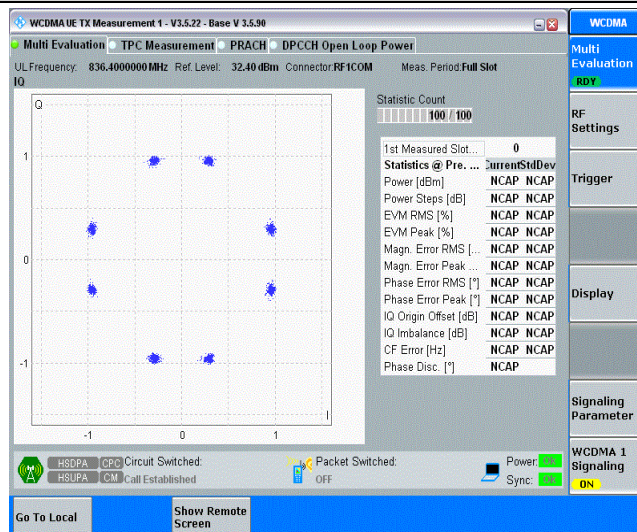 WCDMA UE TX Measurement 1 - V3.5.22 - Base V 3.5.90
WCDMA
Multi Evaluation TPC Measurement PRACH DPCCH Open Loop Power
Multi
Evaluation
RDY
UL Frequency: 836.4000000 MHz Ref. Level: 32.40 dBm Connector:RF1COM Meas. Period:Full Slot
IQ
Q
1
0
-1
-1 0 1
I
Statistic Count
100 / 100
1st Measured Slot... 0
Statistics @ Pre. ... Current StdDev
Power [dBm] NCAP NCAP
Power Steps [dB] NCAP NCAP
EVM RMS [%] NCAP NCAP
EVM Peak [%] NCAP NCAP
Magn. Error RMS [... NCAP NCAP
Magn. Error Peak ... NCAP NCAP
Phase Error RMS [°] NCAP NCAP
Phase Error Peak [°] NCAP NCAP
IQ Origin Offset [dB] NCAP NCAP
IQ Imbalance [dB] NCAP NCAP
CF Error [Hz] NCAP NCAP
Phase Disc. [°] NCAP
RF
Settings
Trigger
Display
Signaling
Parameter
WCDMA 1
Signaling
ON
HSDPA CPC Circuit Switched: Packet Switched: Power: OK
HSUPA CM Call Established OFF Sync: OK
Go To Local
Show Remote
Screen